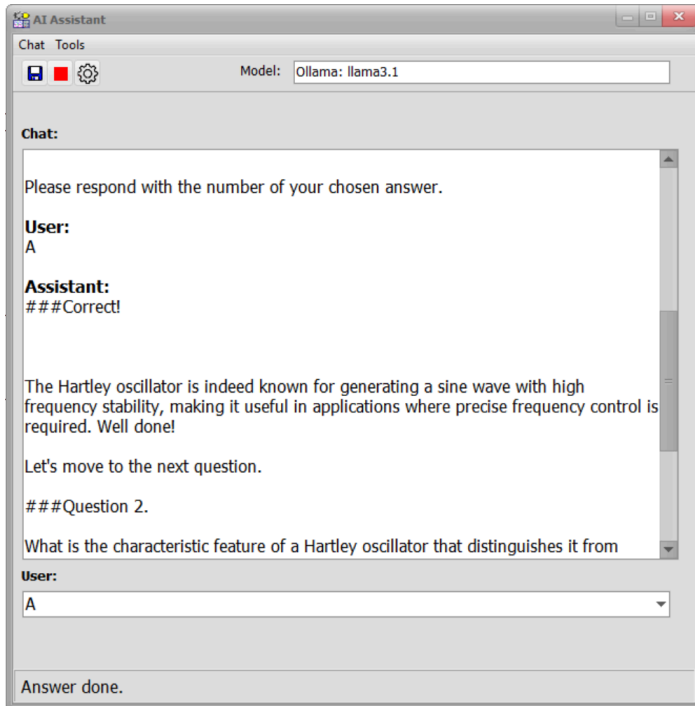 AI Assistant
Chat Tools
Model: Ollama: llama3.1
Chat:
Please respond with the number of your chosen answer.
User:
A
Assistant:
###Correct!
The Hartley oscillator is indeed known for generating a sine wave with high
frequency stability, making it useful in applications where precise frequency control is
required. Well done!
Let's move to the next question.
###Question 2.
What is the characteristic feature of a Hartley oscillator that distinguishes it from
User:
A
Answer done.